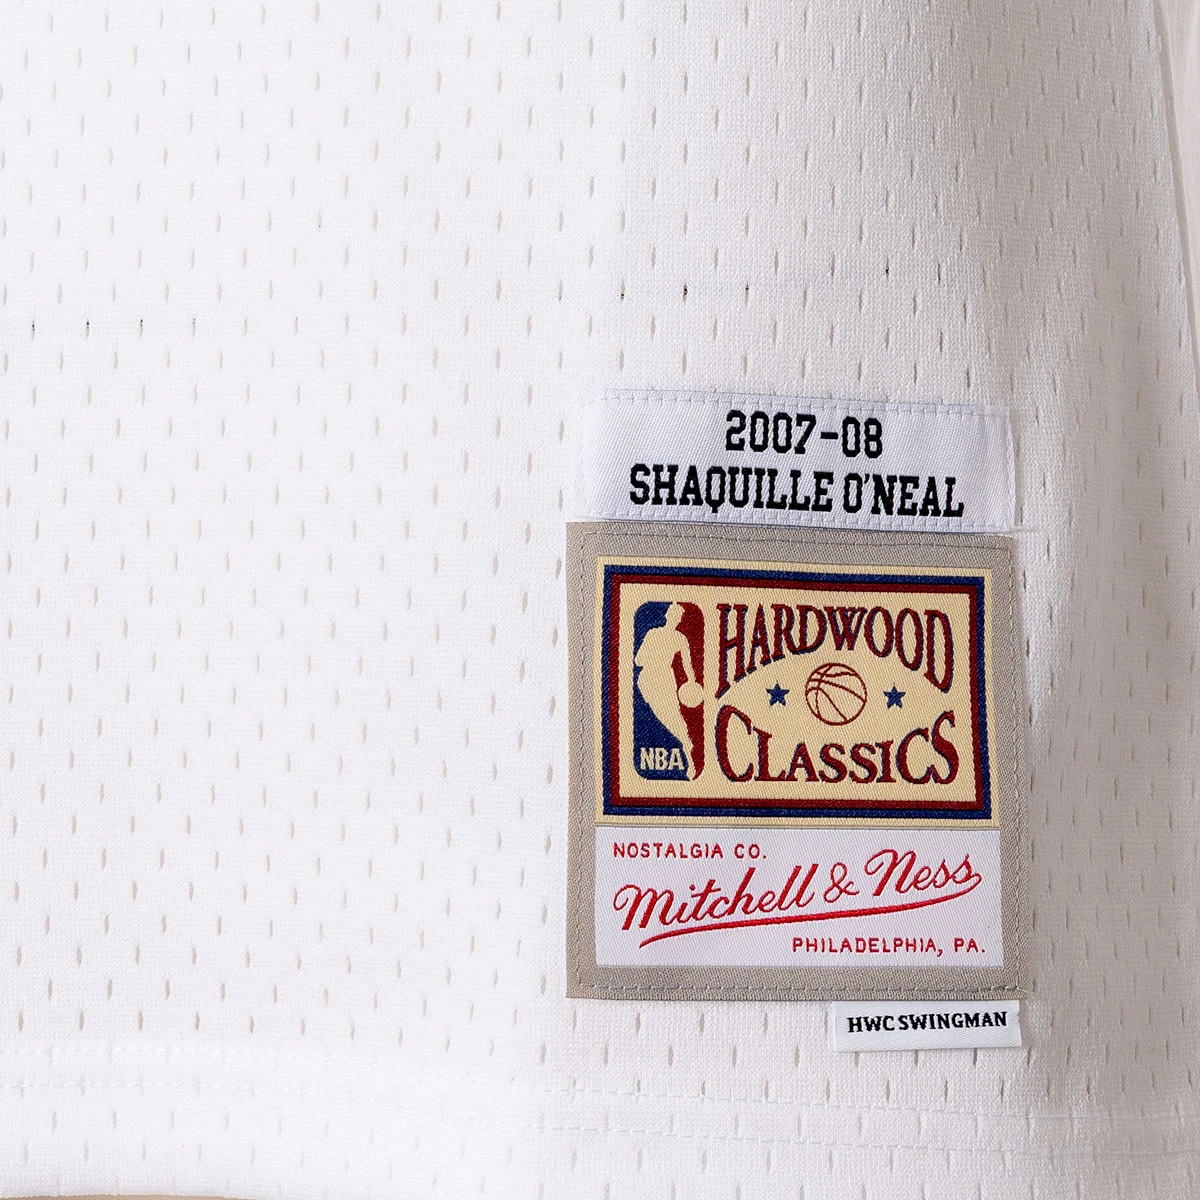 2007-08
SHAQUILLE O'NEAL
HARDWOOD
CLASSICS
NBA
NOSTALGIA CO.
Mitchell & Ness
PHILADELPHIA, PA.
HWC SWINGMAN